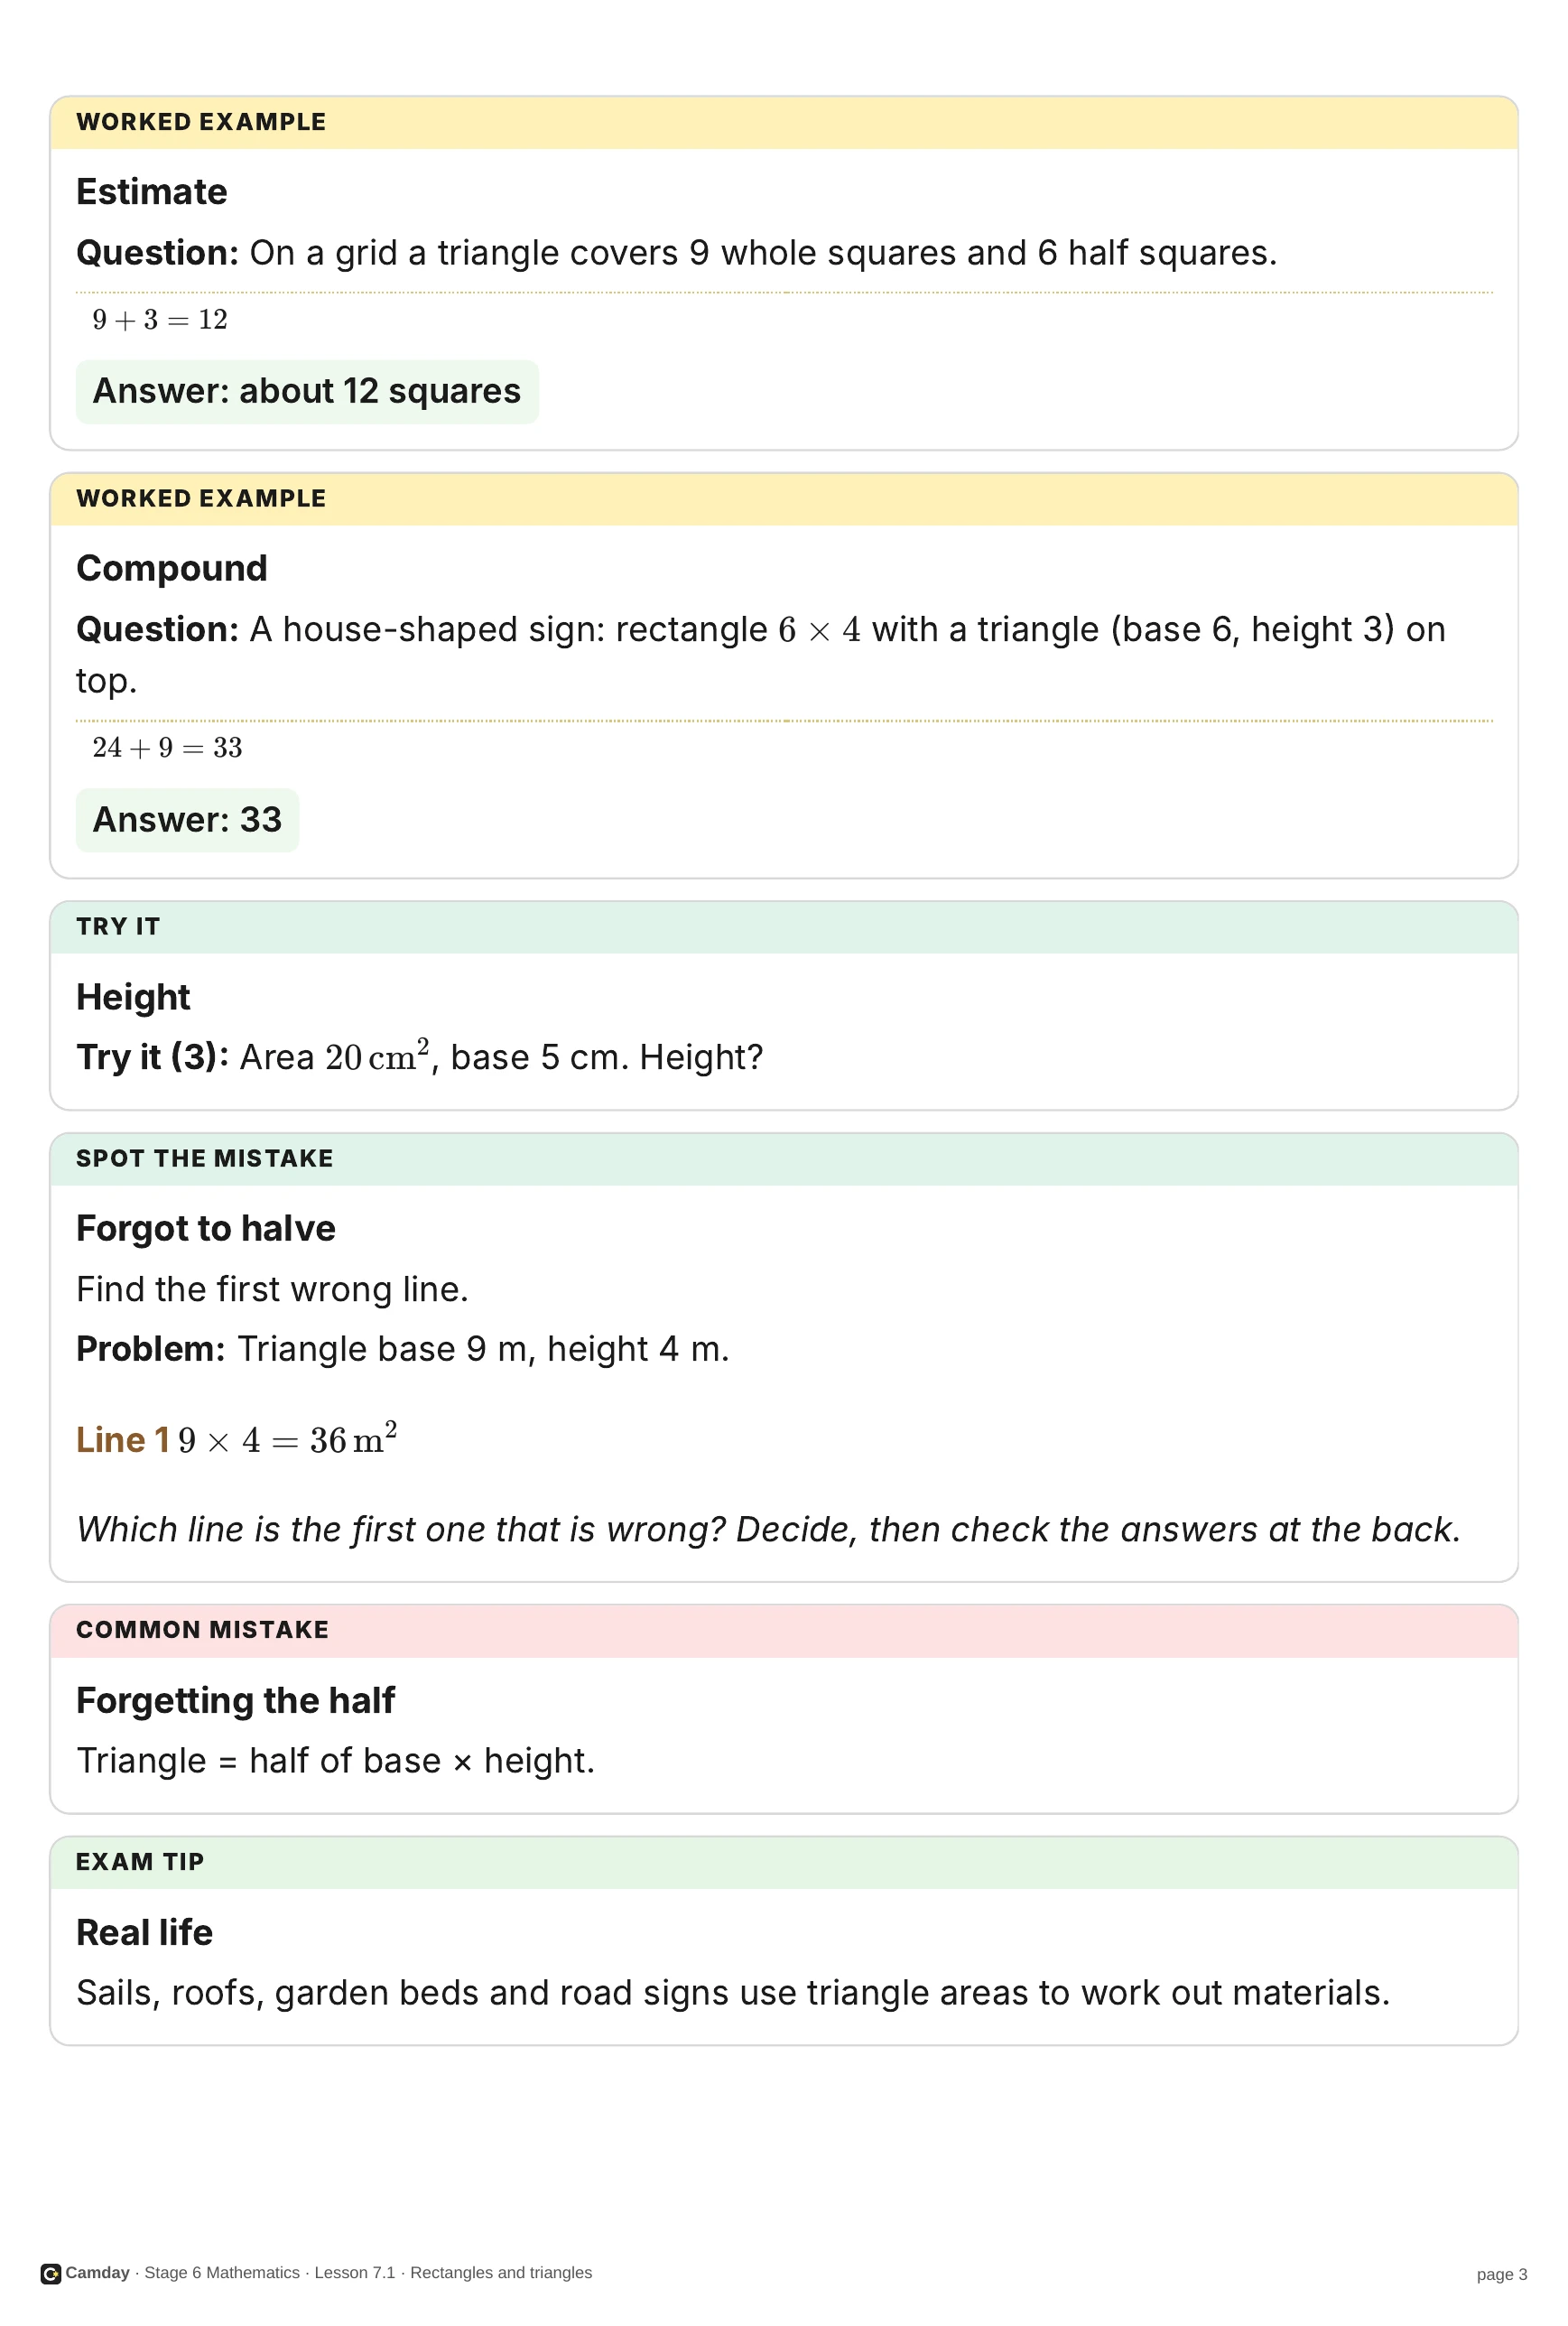 WORKED EXAMPLE
Estimate
Question: On a grid a triangle covers 9 whole squares and 6 half squares.
9 + 3 = 12
Answer: about 12 squares
WORKED EXAMPLE
Compound
Question: A house-shaped sign: rectangle 6 × 4 with a triangle (base 6, height 3) on
top.
24 + 9 = 33
Answer: 33
TRY IT
Height
Try it (3): Area 20 cm², base 5 cm. Height?
SPOT THE MISTAKE
Forgot to halve
Find the first wrong line.
Problem: Triangle base 9 m, height 4 m.
Line 1 9 × 4 = 36 m²
Which line is the first one that is wrong? Decide, then check the answers at the back.
COMMON MISTAKE
Forgetting the half
Triangle = half of base × height.
EXAM TIP
Real life
Sails, roofs, garden beds and road signs use triangle areas to work out materials.
Camday · Stage 6 Mathematics · Lesson 7.1 · Rectangles and triangles
page 3